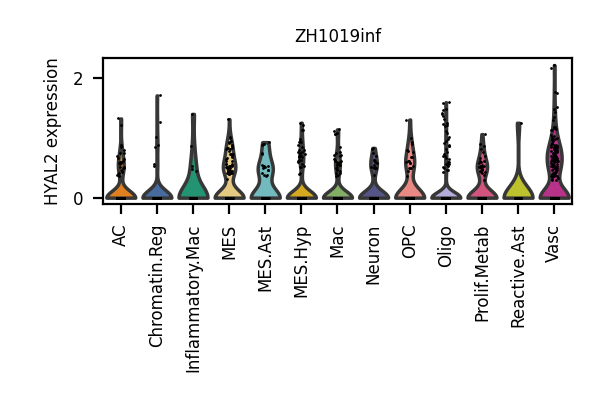 ZH1019inf
HYAL2 expression
2
0
AC
Chromatin.Reg
Inflammatory.Mac
MES
MES.Ast
MES.Hyp
Mac
Neuron
OPC
Oligo
Prolif.Metab
Reactive.Ast
Vasc